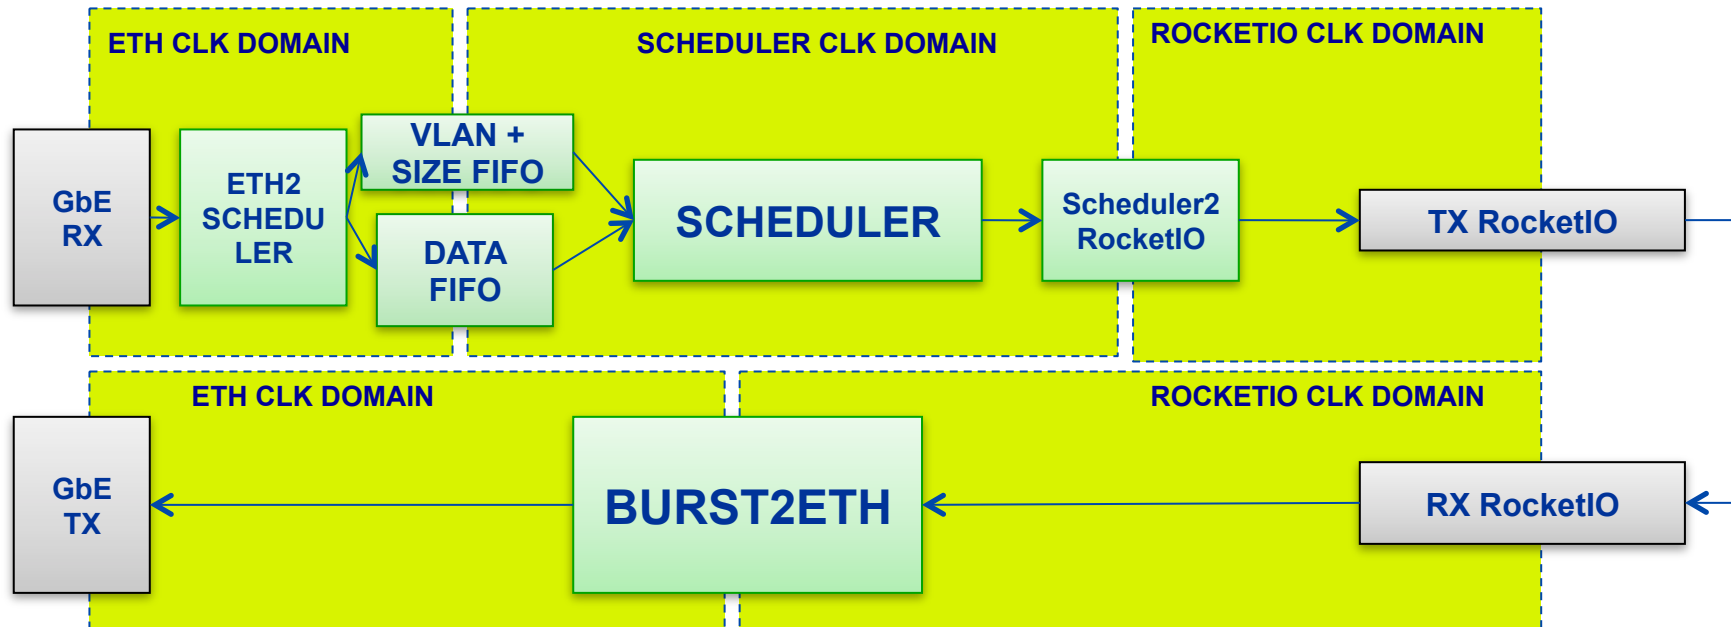 ETH CLK DOMAIN
SCHEDULER CLK DOMAIN
ROCKETIO CLK DOMAIN
GbE
RX
ETH2
SCHEDU
LER
VLAN +
SIZE FIFO
DATA
FIFO
SCHEDULER
Scheduler2
RocketIO
TX RocketIO
ETH CLK DOMAIN
ROCKETIO CLK DOMAIN
GbE
TX
BURST2ETH
RX RocketIO